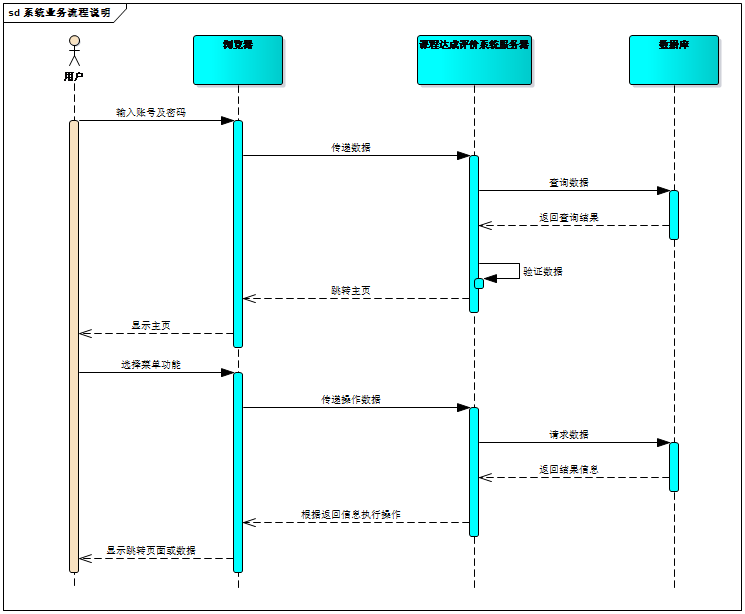 sd 系统业务流程说明
用户
浏览器
课程达成评价系统服务器
数据库
输入账号及密码
传递数据
查询数据
返回查询结果
验证数据
跳转主页
显示主页
选择菜单功能
传递操作数据
请求数据
返回结果信息
根据返回信息执行操作
显示跳转页面或数据